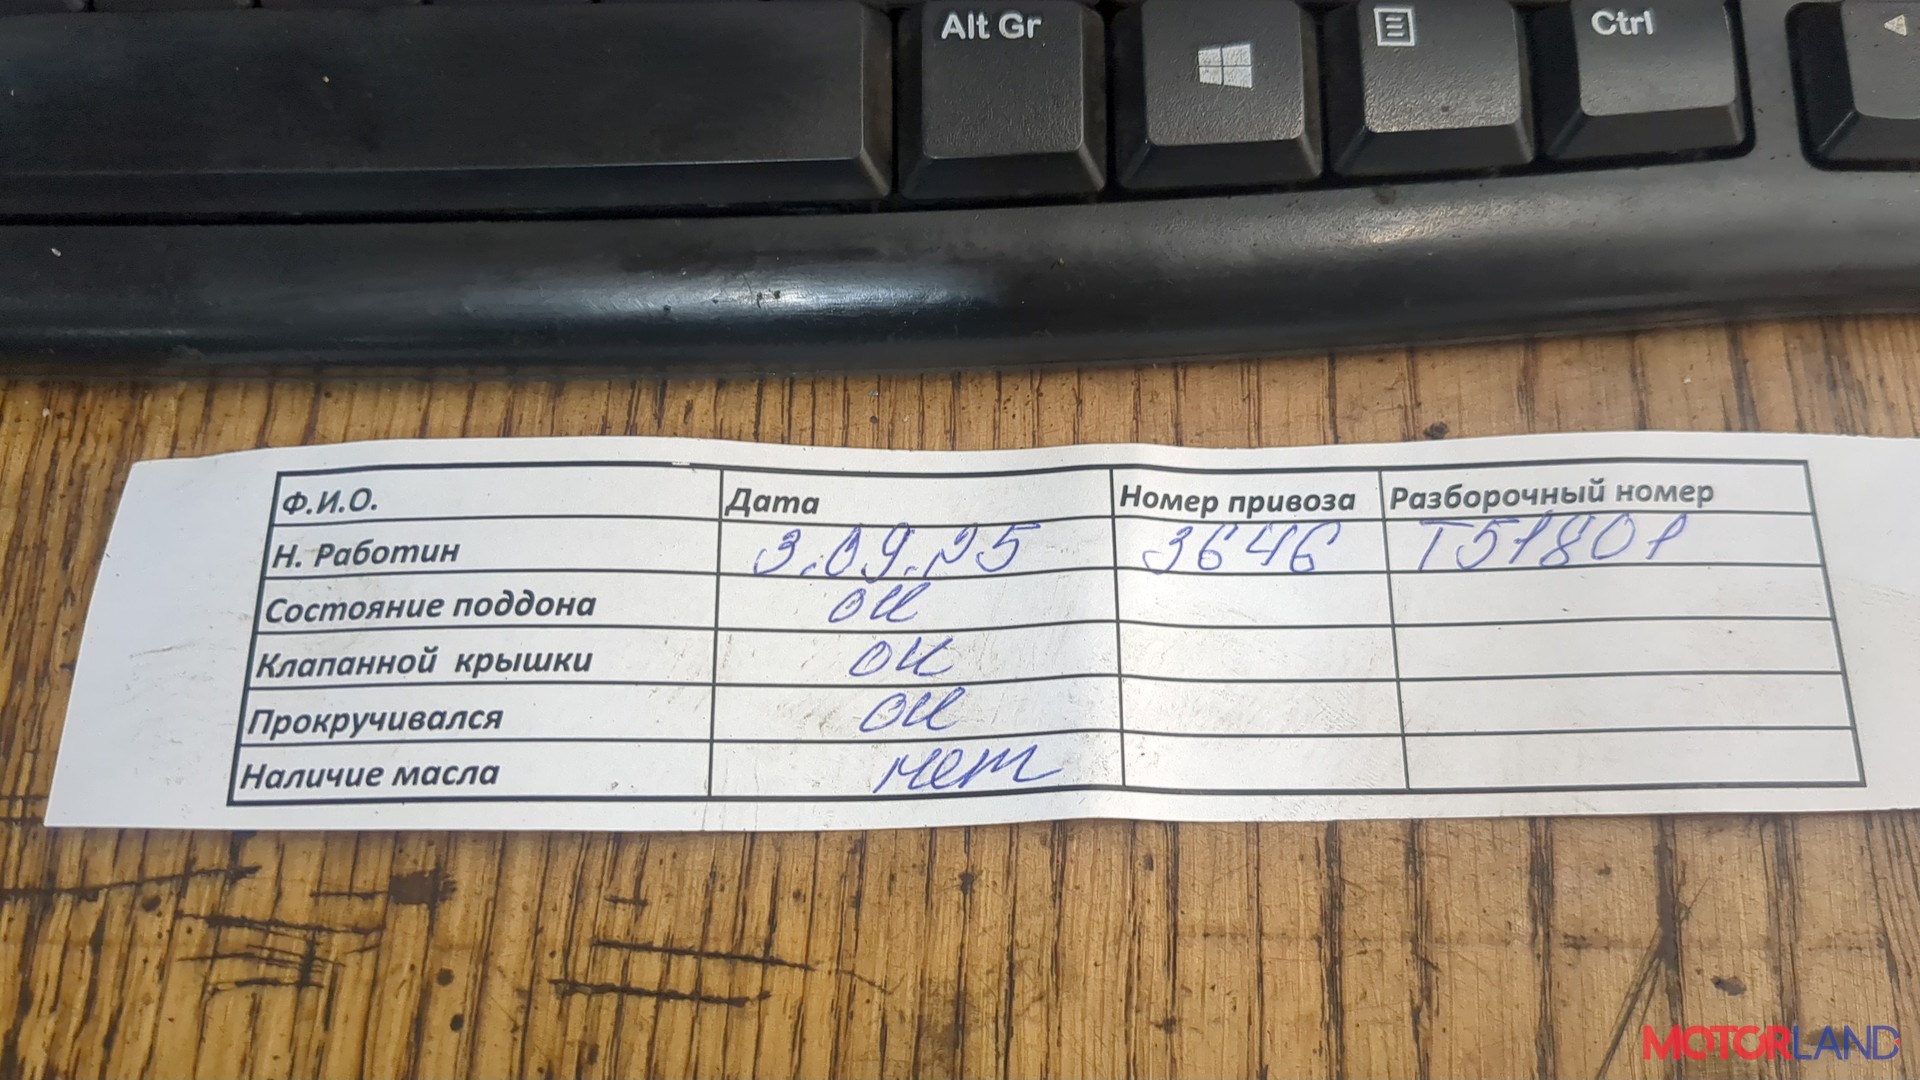 Alt Gr
Ctrl
Ф.И.О. Дата Номер привоза Разборочный номер
Н. Работин 3.09.25 3646 T51801
Состояние поддона ок
Клапанной крышки ок
Прокручивался ок
Наличие масла нет
MOTORLAND